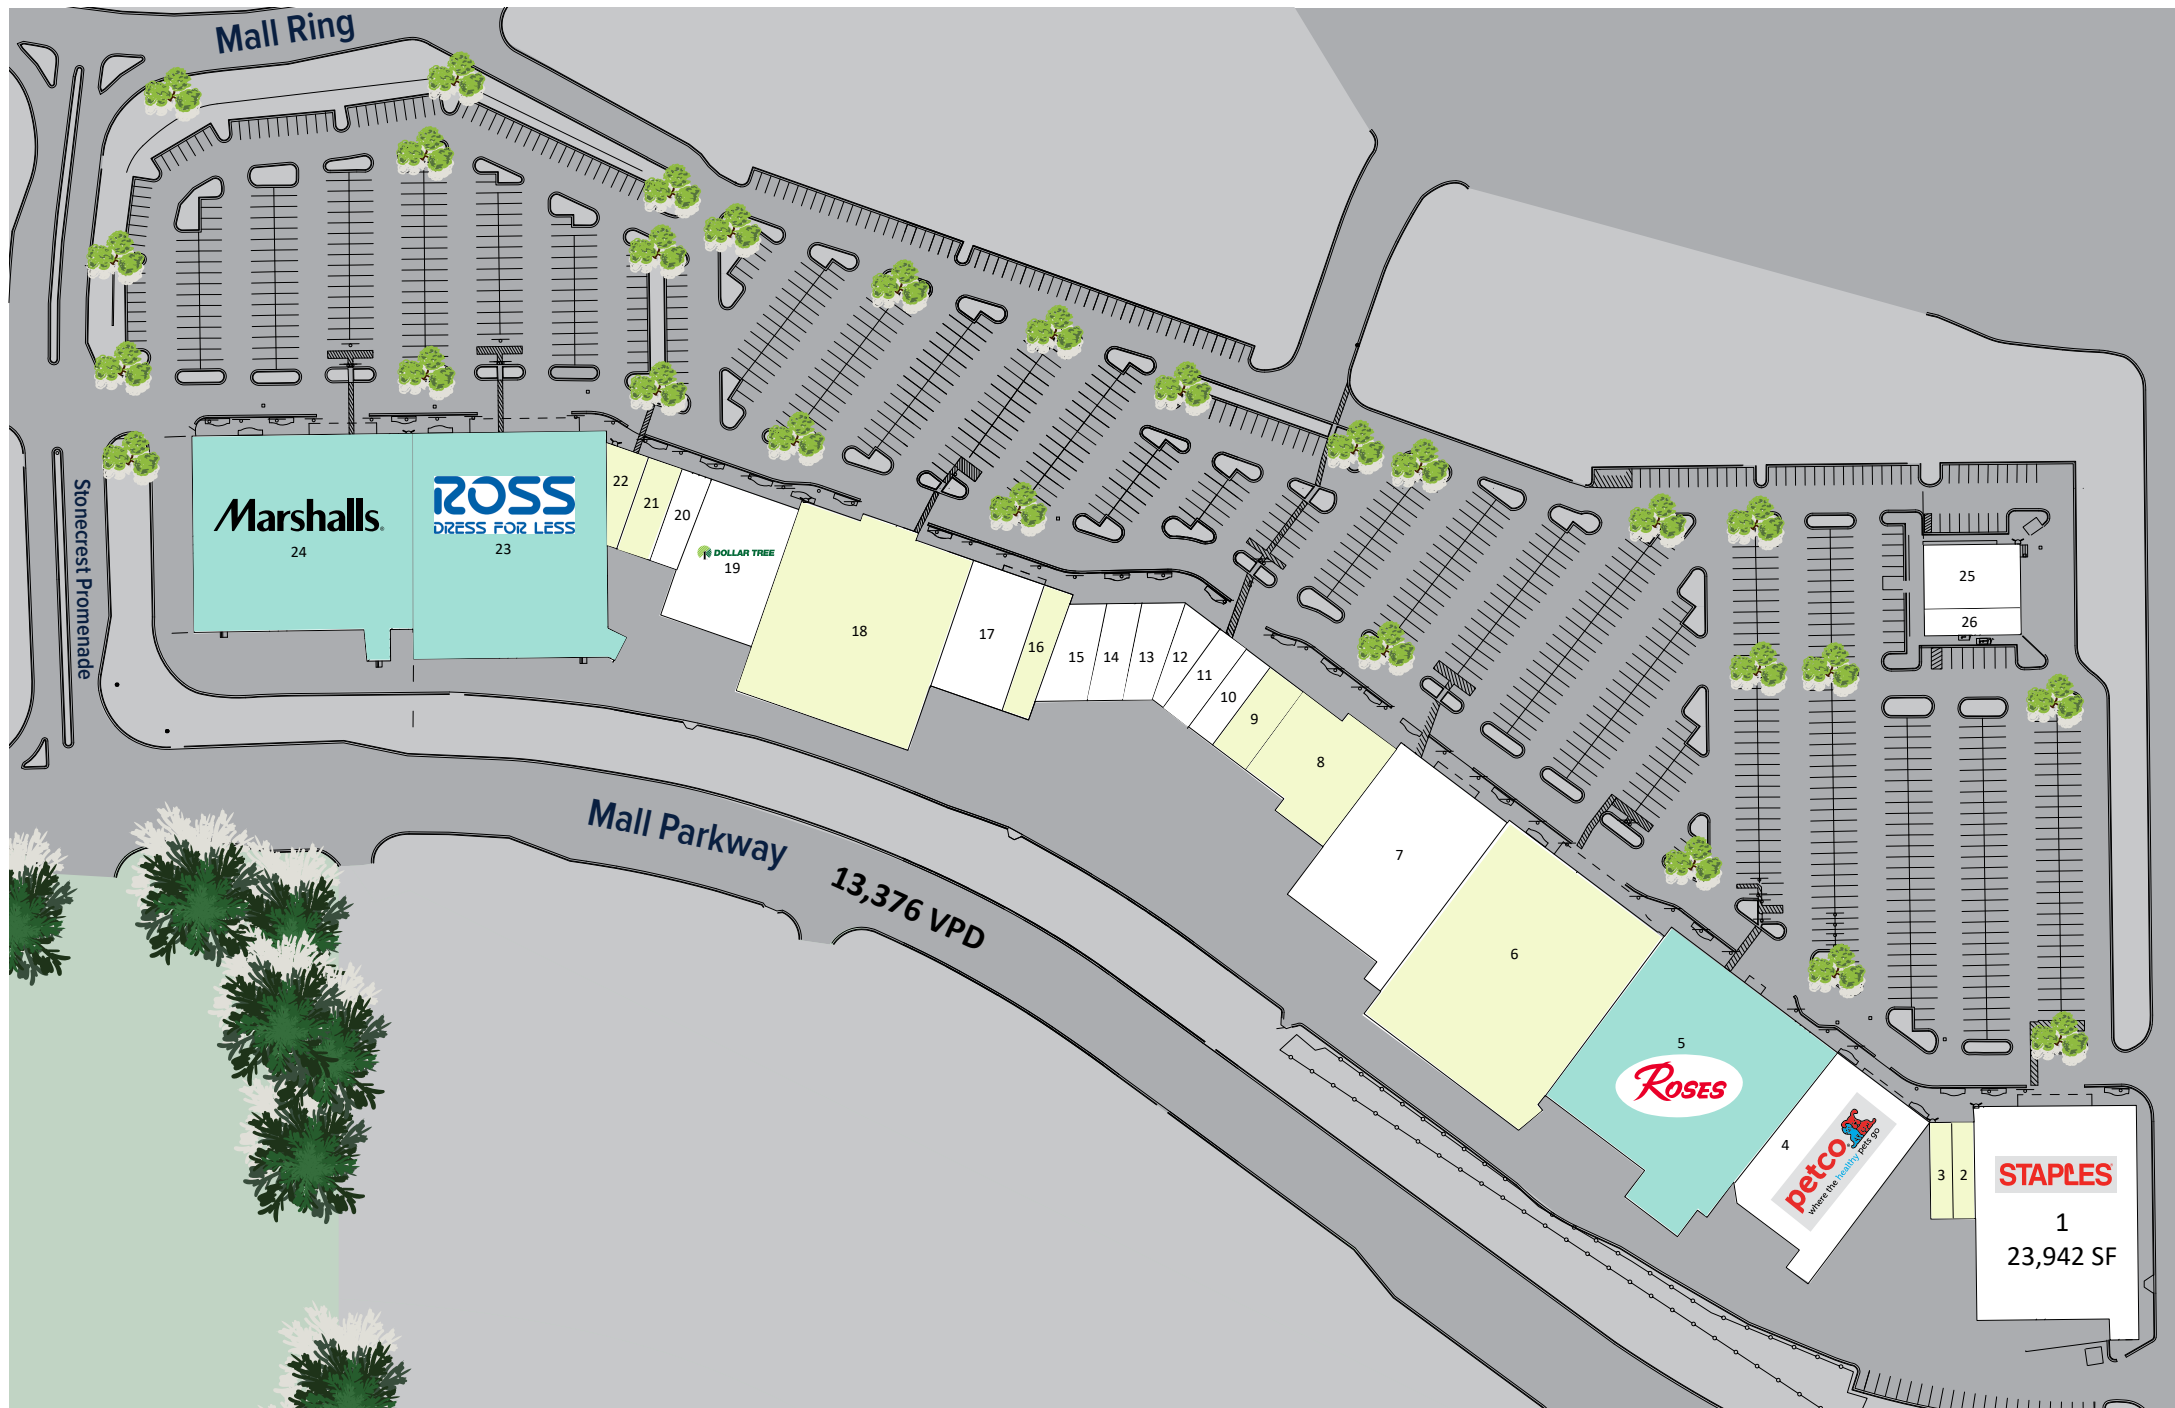 Mall Ring
Stonecrest Promenade
Marshalls.
24
ROSS
DRESS FOR LESS
23
22
21
20
DOLLAR TREE
19
18
17
16
15
14
13
12
11
10
9
8
7
6
5
ROSES
4
petco
where the healthy pets go
3
2
STAPLES
1
23,942 SF
25
26
Mall Parkway
13,376 VPD